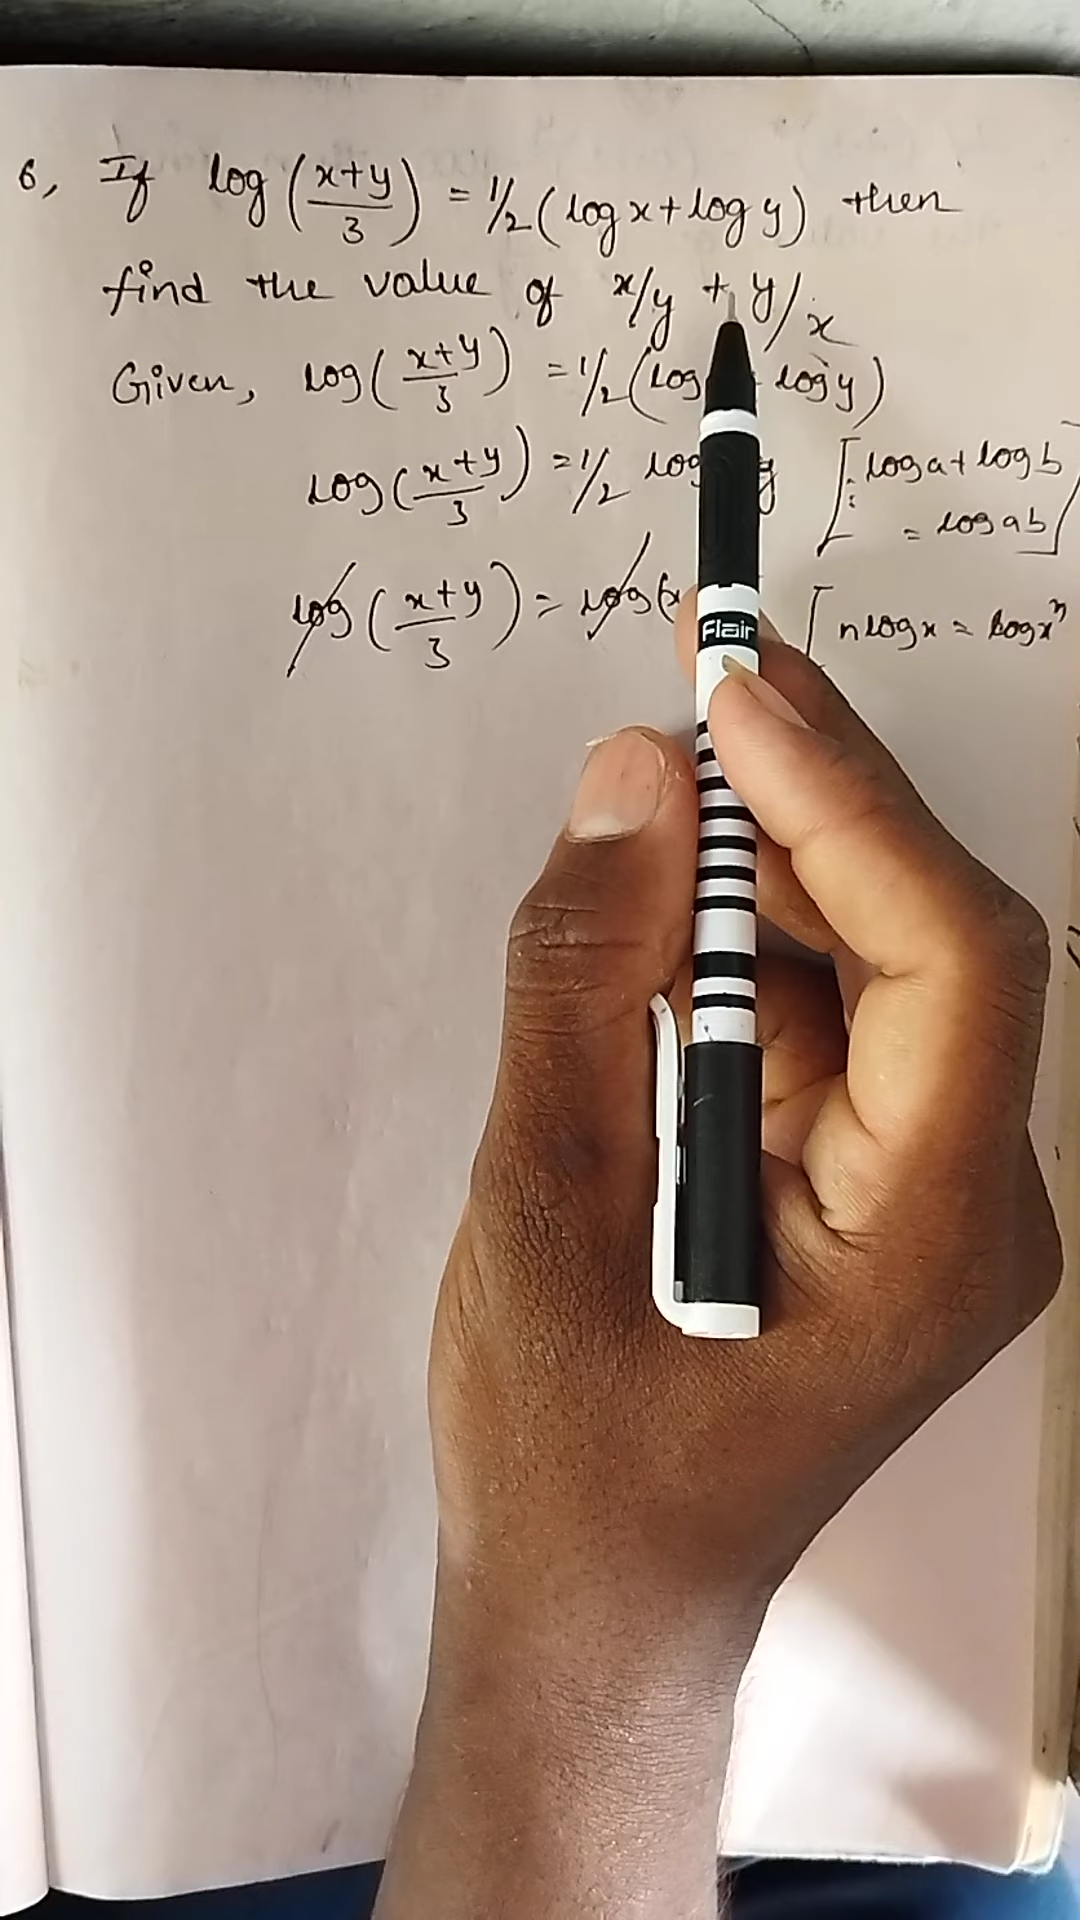 6, If log (x+y/3) = 1/2 (log x + log y) then
find the value of x/y + y/x
Given, log (x+y/3) = 1/2 (log log y)
log (x+y/3) = 1/2 log y [∵ log a + log b
= log ab]
log (x+y/3) = log (x [n log x = log xⁿ
Flair